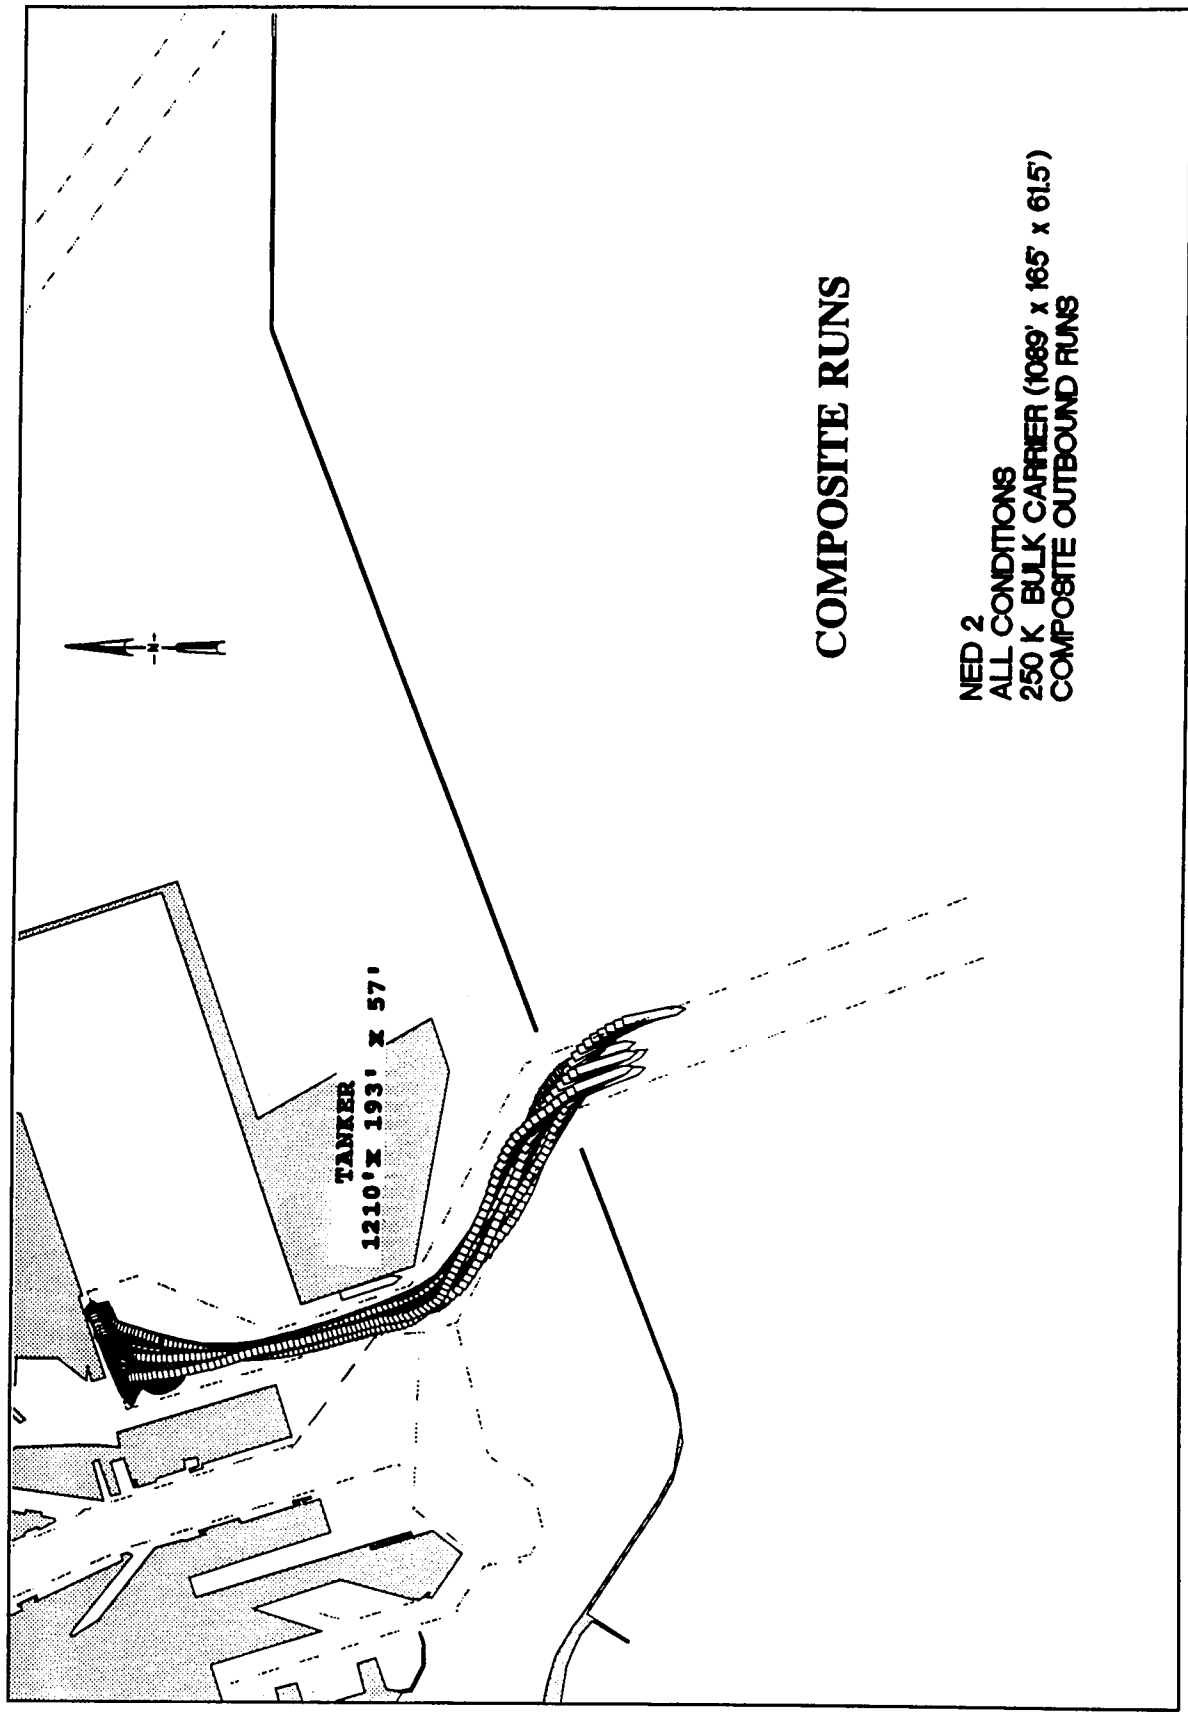 N
TANKER
1210'X 193' X 57'
COMPOSITE RUNS
NED 2
ALL CONDITIONS
250 K BULK CARRIER (1089' x 165' x 61.5')
COMPOSITE OUTBOUND RUNS